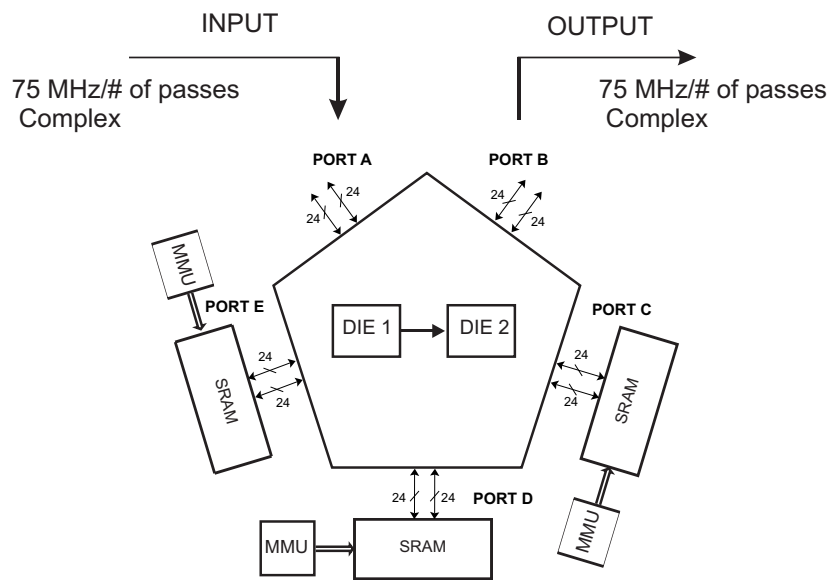 INPUT
OUTPUT
75 MHz/# of passes
Complex
75 MHz/# of passes
Complex
PORT A
PORT B
24
24
24
24
MMU
PORT E
PORT C
DIE 1
DIE 2
24
24
SRAM
24
24
SRAM
24
24
PORT D
MMU
SRAM
MMU